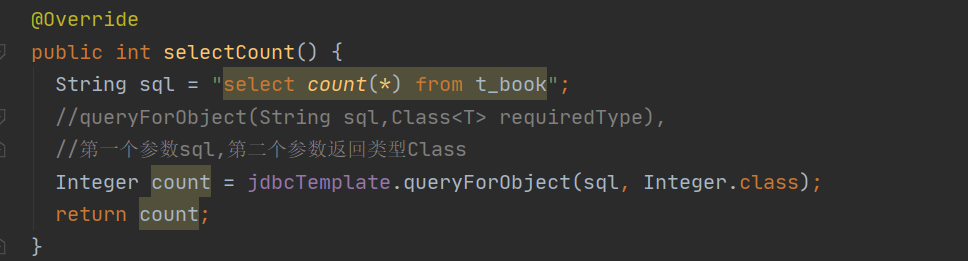 @Override
public int selectCount() {
String sql = "select count(*) from t_book";
//queryForObject(String sql,Class<T> requiredType),
//第一个参数sql,第二个参数返回类型Class
Integer count = jdbcTemplate.queryForObject(sql, Integer.class);
return count;
}